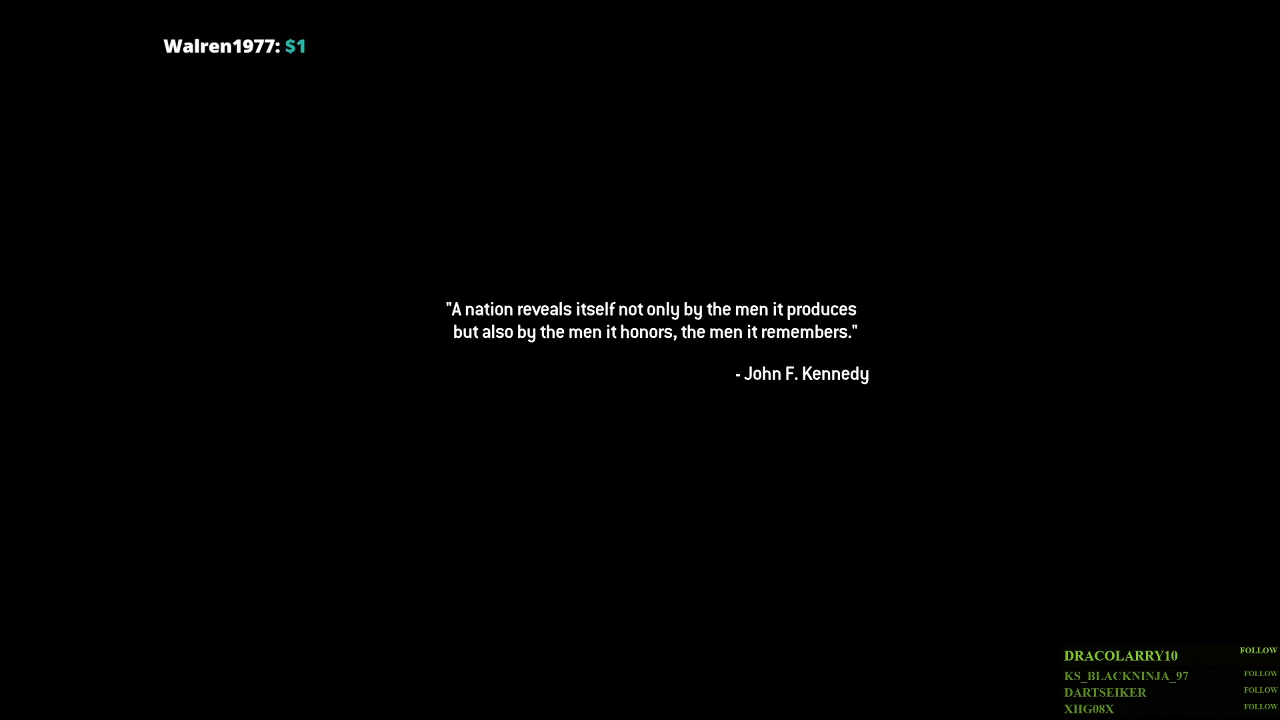 Walren1977: $1
"A nation reveals itself not only by the men it produces
but also by the men it honors, the men it remembers."
- John F. Kennedy
DRACOLARRY10 FOLLOW
KS_BLACKNINJA_97 FOLLOW
DARTSEIKER FOLLOW
XIIG08X FOLLOW